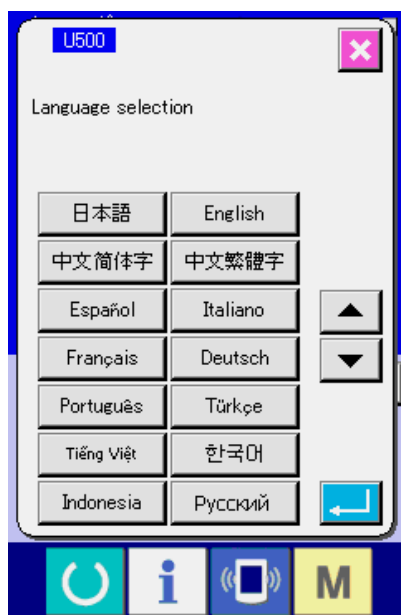 U500
Language selection
日本語 English
中文简体字 中文繁體字
Español Italiano
Français Deutsch
Português Türkçe
Tiếng Việt 한국어
Indonesia Русский
i M